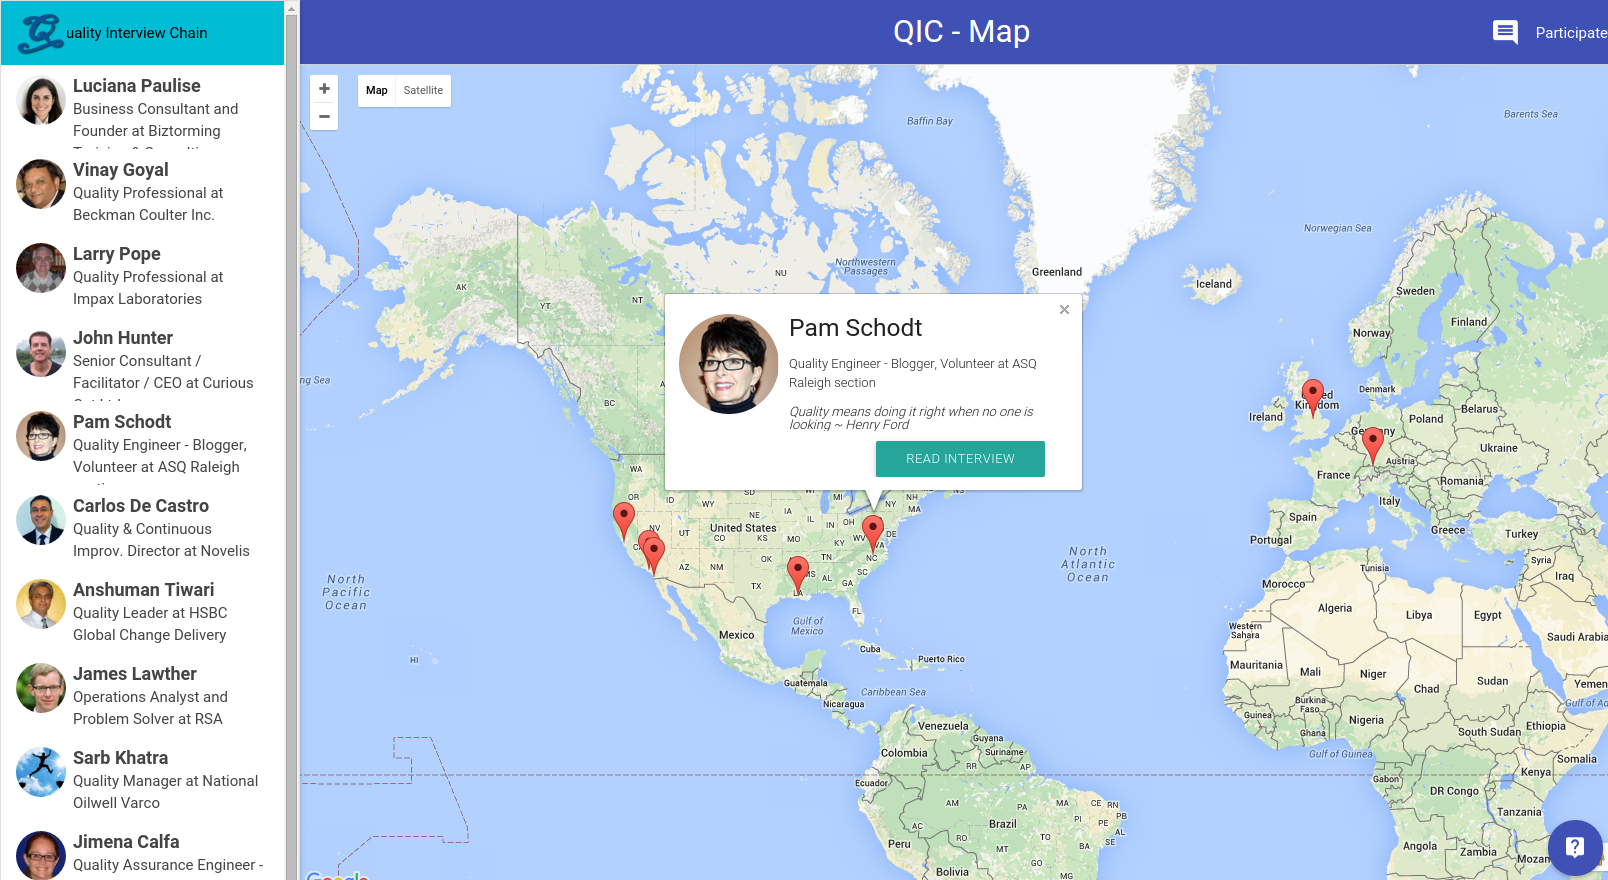 uality Interview Chain
QIC - Map
Participate
Luciana Paulise
Business Consultant and
Founder at Biztorming
Vinay Goyal
Quality Professional at
Beckman Coulter Inc.
Larry Pope
Quality Professional at
Impax Laboratories
John Hunter
Senior Consultant /
Facilitator / CEO at Curious
Pam Schodt
Quality Engineer - Blogger,
Volunteer at ASQ Raleigh
Carlos De Castro
Quality & Continuous
Improv. Director at Novelis
Anshuman Tiwari
Quality Leader at HSBC
Global Change Delivery
James Lawther
Operations Analyst and
Problem Solver at RSA
Sarb Khatra
Quality Manager at National
Oilwell Varco
Jimena Calfa
Quality Assurance Engineer -
+
−
Map
Satellite
Baffin Bay
Barents Sea
Norwegian Sea
Northwestern
Passages
Greenland
Iceland
NU
AK
YT
NT
Sweden
Finland
Norway
ng Sea
BC
Pam Schodt
Quality Engineer - Blogger, Volunteer at ASQ
Raleigh section
Quality means doing it right when no one is
looking ~ Henry Ford
READ INTERVIEW
Denmark
Kingdom
Ireland
Belarus
Poland
Germany
Ukraine
Austria
France
Romania
Italy
Spain
Greece
Portugal
Turkey
Syria
Iraq
Tunisia
Morocco
Algeria
Libya
Egypt
Western
Sahara
Saudi Arabia
Mauritania
Mali
Niger
Chad
Sudan
Yemen
Gulf of Ad
Burkina
Faso
Guinea
Ghana
Nigeria
South Sudan
Ethiopia
Gulf of Guinea
Somalia
Gabon
Kenya
DR Congo
Tanzania
Angola
Zambia
Mozam
WA
OR
ID
WY
SD
NE
IA
IL
IN
OH
MI
NY
NH
MA
NS
NV
UT
United States
CO
KS
MO
KY
WV
VA
DE
NC
TN
OK
AZ
NM
MS
AL
GA
SC
TX
LA
FL
North
Pacific
Ocean
North
Atlantic
Ocean
Gulf of
Mexico
Mexico
Cuba
Puerto Rico
HI
Guatemala
Caribbean Sea
Nicaragua
Venezuela
Guyana
Suriname
Colombia
RR
AP
Ecuador
AM
PA
MA
CE
RN
PB
PE
AL
SE
AC
RO
TO
BA
Brazil
Peru
MT
GO
Bolivia
MG
Google